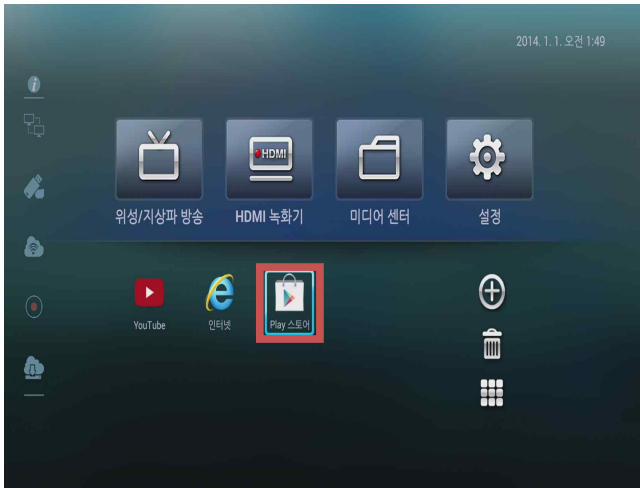 2014. 1. 1. 오전 1:49
HDMI
위성/지상파 방송
HDMI 녹화기
미디어 센터
설정
YouTube
인터넷
Play 스토어